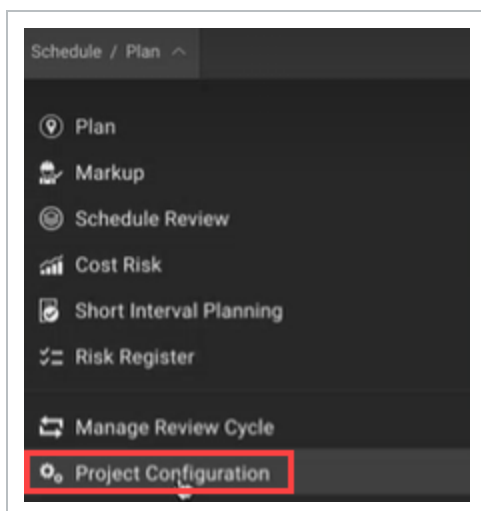 Schedule / Plan
Plan
Markup
Schedule Review
Cost Risk
Short Interval Planning
Risk Register
Manage Review Cycle
Project Configuration